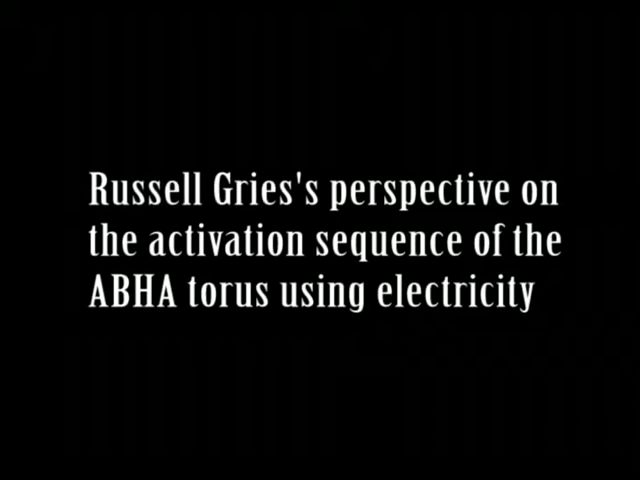 Russell Gries's perspective on
the activation sequence of the
ABHA torus using electricity